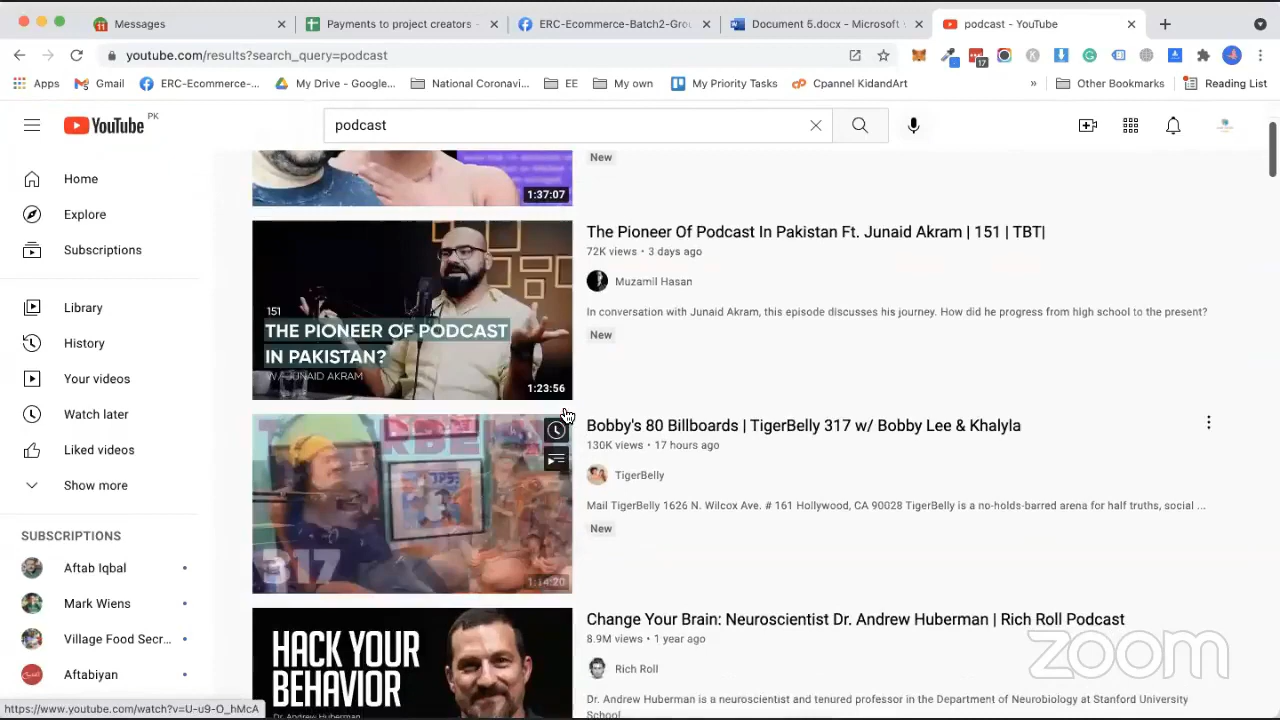 Messages
Payments to project creators -
ERC-Ecommerce-Batch2-Gro
Document 5.docx - Microsoft
podcast - YouTube
youtube.com/results?search_query=podcast
17
Apps
Gmail
ERC-Ecommerce-...
My Drive - Google...
National Coronavi...
EE
My own
My Priority Tasks
Cpannel KidandArt
»
Other Bookmarks
Reading List
YouTube PK
podcast
Home
Explore
Subscriptions
Library
History
Your videos
Watch later
Liked videos
Show more
SUBSCRIPTIONS
Aftab Iqbal
Mark Wiens
Village Food Secr...
Aftabiyan
https://www.youtube.com/watch?v=U-u9-O_hMcA
1:37:07
New
151
THE PIONEER OF PODCAST
IN PAKISTAN?
W/ JUNAID AKRAM
1:23:56
The Pioneer Of Podcast In Pakistan Ft. Junaid Akram | 151 | TBT|
72K views • 3 days ago
Muzamil Hasan
In conversation with Junaid Akram, this episode discusses his journey. How did he progress from high school to the present?
New
317
1:14:20
Bobby's 80 Billboards | TigerBelly 317 w/ Bobby Lee & Khalyla
130K views • 17 hours ago
TigerBelly
Mail TigerBelly 1626 N. Wilcox Ave. # 161 Hollywood, CA 90028 TigerBelly is a no-holds-barred arena for half truths, social ...
New
HACK YOUR
BEHAVIOR
Dr. Andrew Huberman
Change Your Brain: Neuroscientist Dr. Andrew Huberman | Rich Roll Podcast
8.9M views • 1 year ago
Rich Roll
Dr. Andrew Huberman is a neuroscientist and tenured professor in the Department of Neurobiology at Stanford University
School
zoom